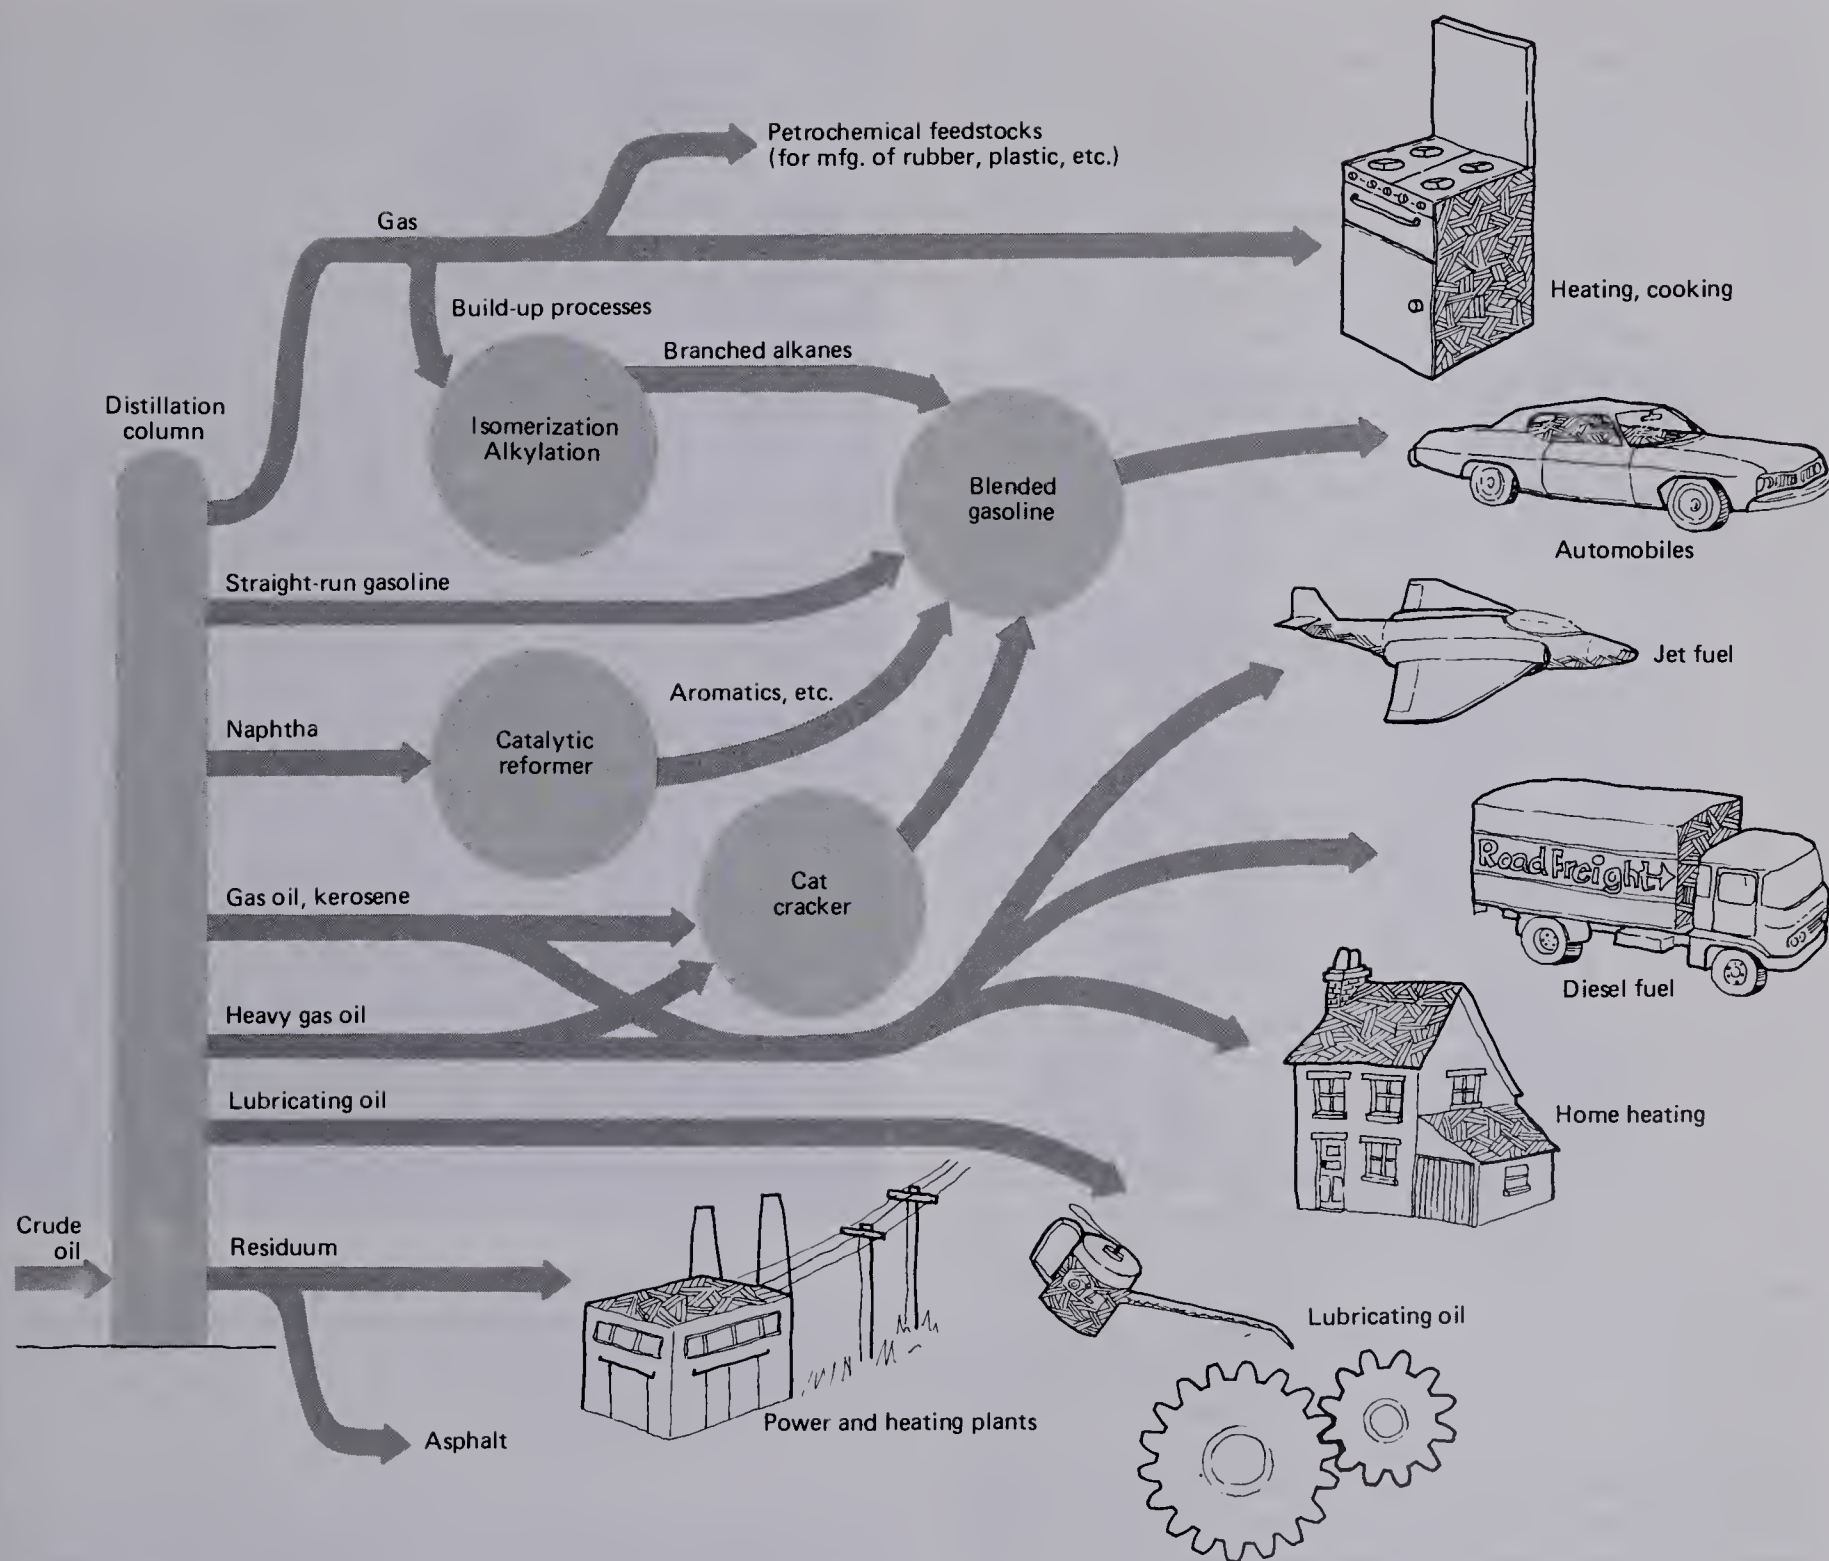 Petrochemical feedstocks
(for mfg. of rubber, plastic, etc.)
Gas
Heating, cooking
Build-up processes
Branched alkanes
Distillation
column
Isomerization
Alkylation
Blended
gasoline
Automobiles
Straight-run gasoline
Jet fuel
Aromatics, etc.
Naphtha
Catalytic
reformer
Road Freight
Cat
cracker
Gas oil, kerosene
Diesel fuel
Heavy gas oil
Lubricating oil
Home heating
Crude
oil
Residuum
Lubricating oil
Power and heating plants
Asphalt